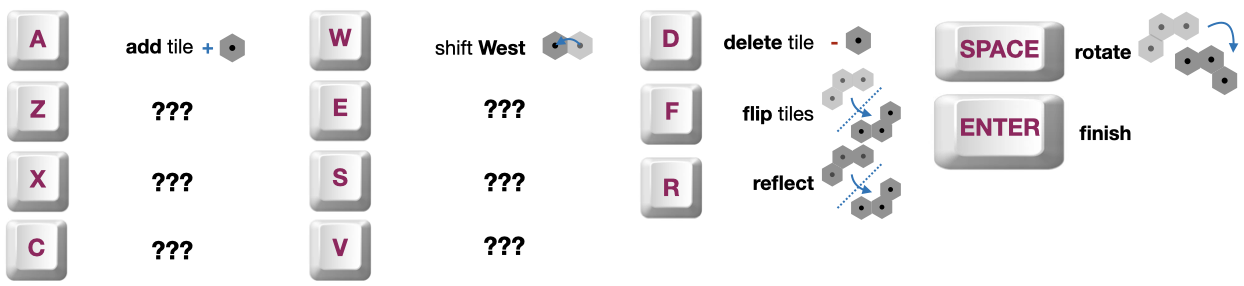 A add tile +
Z ???
X ???
C ???
W shift West
E ???
S ???
V ???
D delete tile -
F flip tiles
R reflect
SPACE rotate
ENTER finish